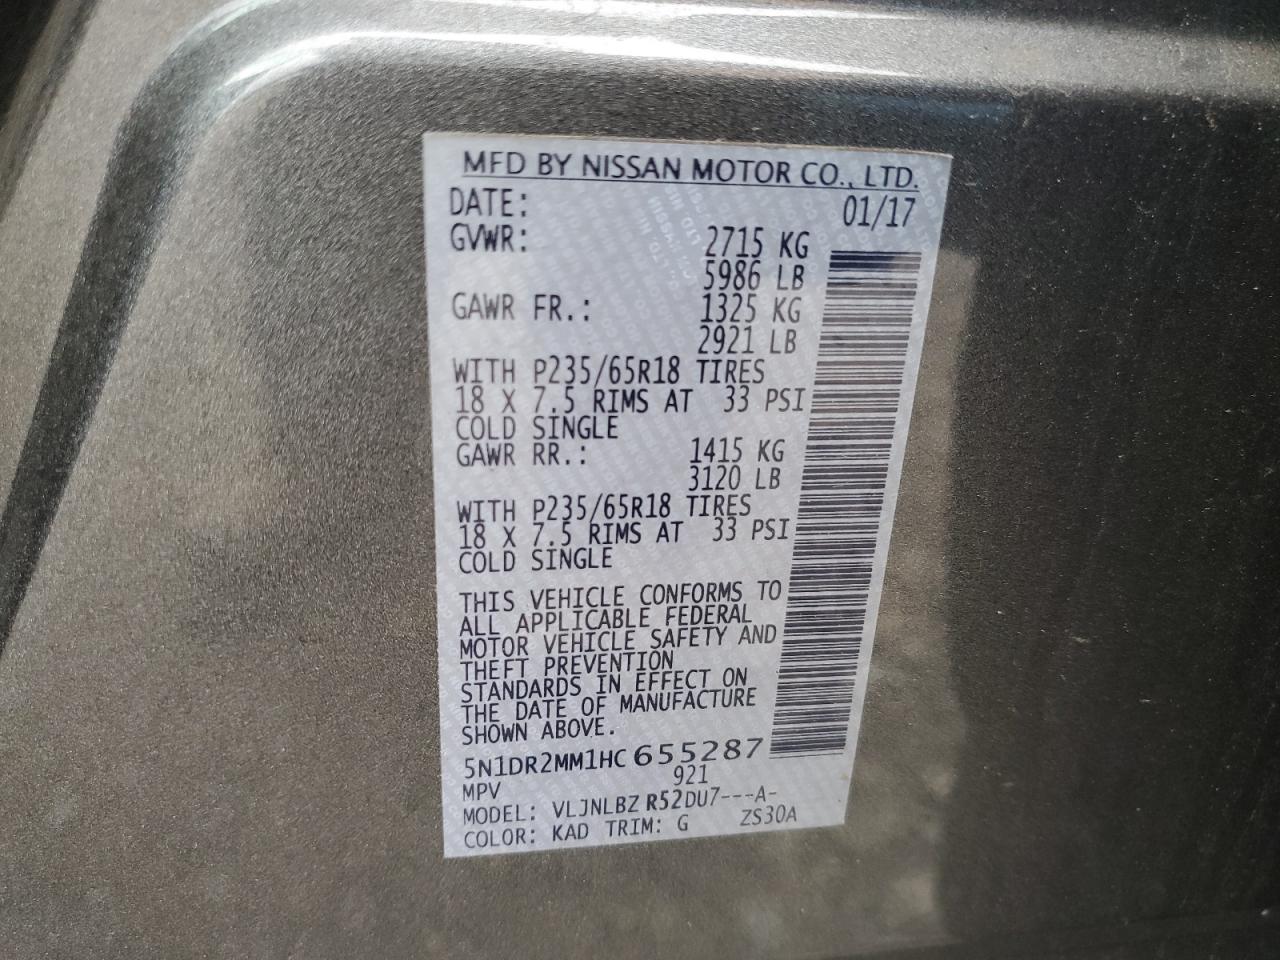 MFD BY NISSAN MOTOR CO., LTD.
DATE: 01/17
GVWR: 2715 KG
5986 LB
GAWR FR.: 1325 KG
2921 LB
WITH P235/65R18 TIRES
18 X 7.5 RIMS AT 33 PSI
COLD SINGLE
GAWR RR.: 1415 KG
3120 LB
WITH P235/65R18 TIRES
18 X 7.5 RIMS AT 33 PSI
COLD SINGLE
THIS VEHICLE CONFORMS TO
ALL APPLICABLE FEDERAL
MOTOR VEHICLE SAFETY AND
THEFT PREVENTION
STANDARDS IN EFFECT ON
THE DATE OF MANUFACTURE
SHOWN ABOVE.
5N1DR2MM1HC655287
MPV 921
MODEL: VLJNLBZ R52DU7---A-
COLOR: KAD TRIM: G ZS30A